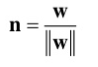 n = w / ‖w‖